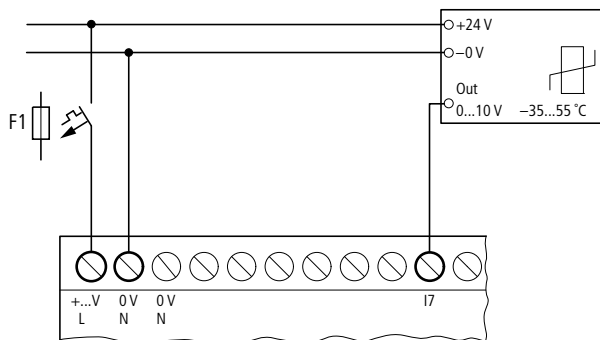 +24 V
–0 V
Out
0...10 V –35...55 °C
F1
+...V 0 V 0 V I7
L N N